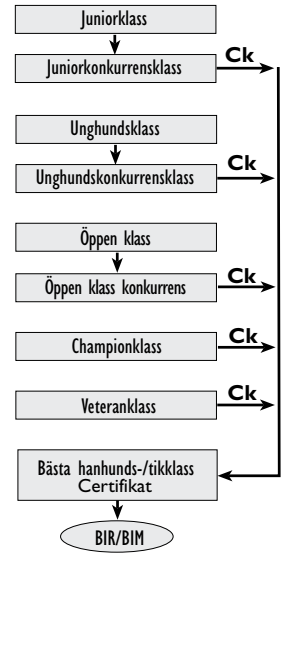 Juniorklass
Juniorkonkurrensklass
Ck
Unghundsklass
Unghundskonkurrensklass
Ck
Öppen klass
Öppen klass konkurrens
Ck
Championklass
Ck
Veteranklass
Ck
Bästa hanhunds-/tikklass
Certifikat
BIR/BIM